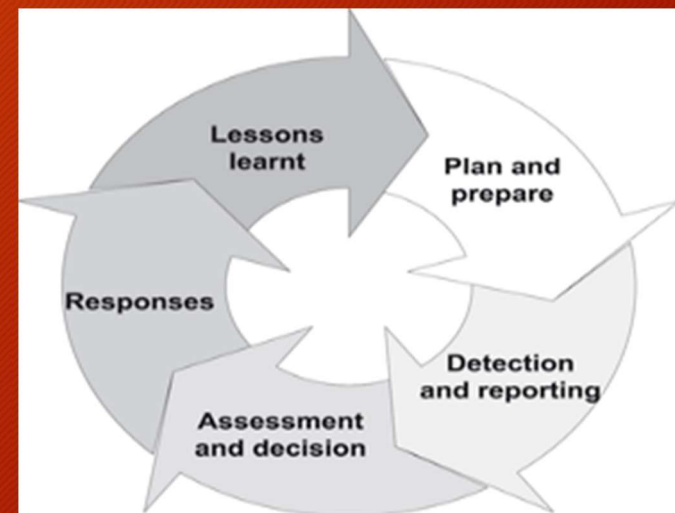 Lessons
learnt
Plan and
prepare
Responses
Detection
and reporting
Assessment
and decision